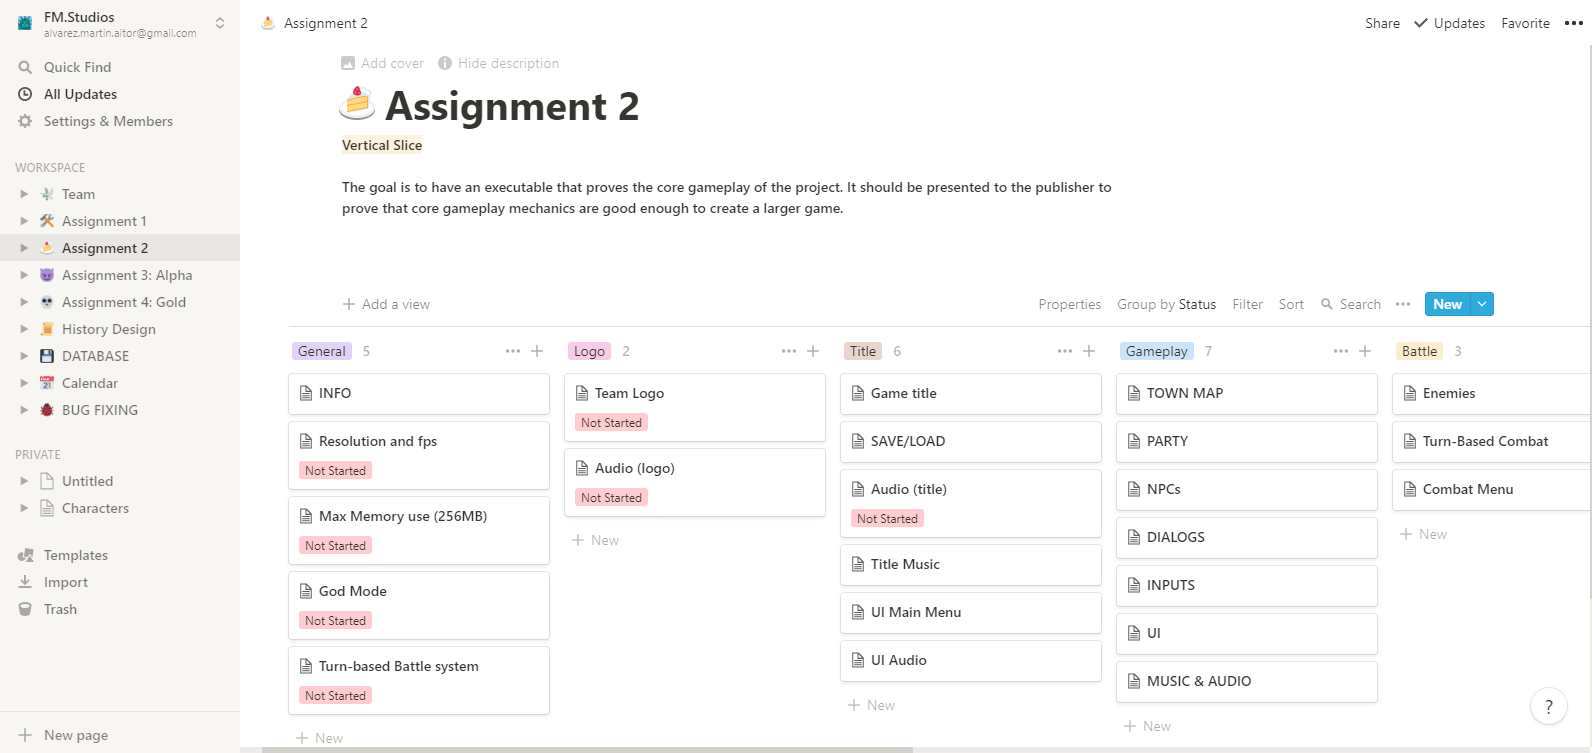 FM.Studios
alvarez.martin.aitor@gmail.com
Quick Find
All Updates
Settings & Members
WORKSPACE
Team
Assignment 1
Assignment 2
Assignment 3: Alpha
Assignment 4: Gold
History Design
DATABASE
Calendar
BUG FIXING
PRIVATE
Untitled
Characters
Templates
Import
Trash
New page
Assignment 2
Share
Updates
Favorite
Add cover
Hide description
Assignment 2
Vertical Slice
The goal is to have an executable that proves the core gameplay of the project. It should be presented to the publisher to
prove that core gameplay mechanics are good enough to create a larger game.
Add a view
Properties
Group by Status
Filter
Sort
Search
New
General 5
INFO
Resolution and fps
Not Started
Max Memory use (256MB)
Not Started
God Mode
Not Started
Turn-based Battle system
Not Started
New
Logo 2
Team Logo
Not Started
Audio (logo)
Not Started
New
Title 6
Game title
SAVE/LOAD
Audio (title)
Not Started
Title Music
UI Main Menu
UI Audio
New
Gameplay 7
TOWN MAP
PARTY
NPCs
DIALOGS
INPUTS
UI
MUSIC & AUDIO
New
Battle 3
Enemies
Turn-Based Combat
Combat Menu
New
?